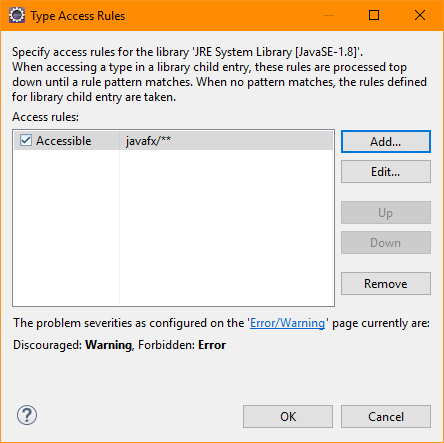 Type Access Rules
Specify access rules for the library 'JRE System Library [JavaSE-1.8]'.
When accessing a type in a library child entry, these rules are processed top
down until a rule pattern matches. When no pattern matches, the rules defined
for library child entry are taken.
Access rules:
Accessible javafx/**
Add...
Edit...
Up
Down
Remove
The problem severities as configured on the 'Error/Warning' page currently are:
Discouraged: Warning, Forbidden: Error
?
OK Cancel